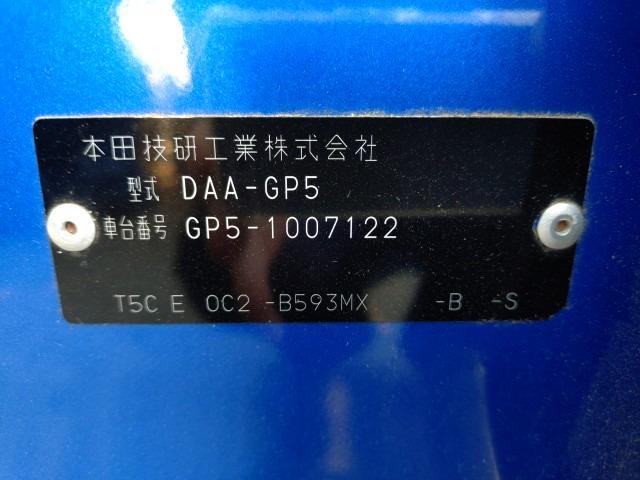 本田技研工業株式会社
型式 DAA-GP5
車台番号 GP5-1007122
T5C E 0C2 -B593MX -B -S